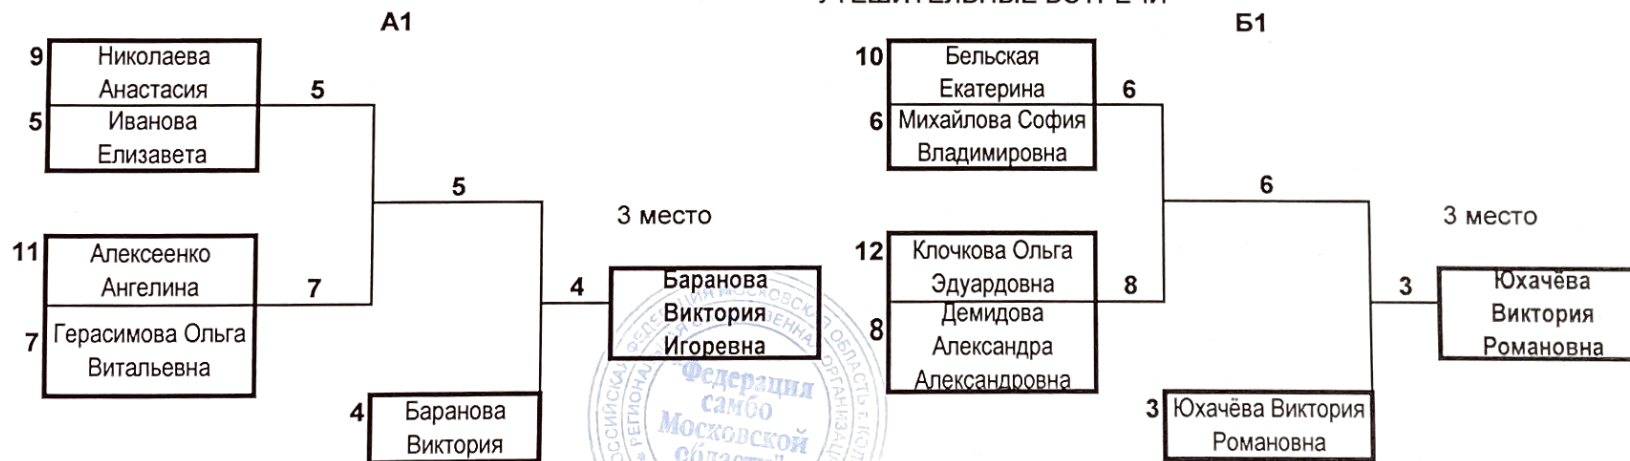 УТЕШИТЕЛЬНЫЕ ВСТРЕЧИ
А1
9
Николаева
Анастасия
5
5
Иванова
Елизавета
5
11
Алексеенко
Ангелина
7
7
Герасимова Ольга
Витальевна
3 место
4
Баранова
Виктория
Игоревна
4
Баранова
Виктория
Б1
10
Бельская
Екатерина
6
6
Михайлова София
Владимировна
6
12
Клочкова Ольга
Эдуардовна
8
8
Демидова
Александра
Александровна
3 место
3
Юхачёва
Виктория
Романовна
3
Юхачёва Виктория
Романовна
Федерация
самбо
Московской
области"